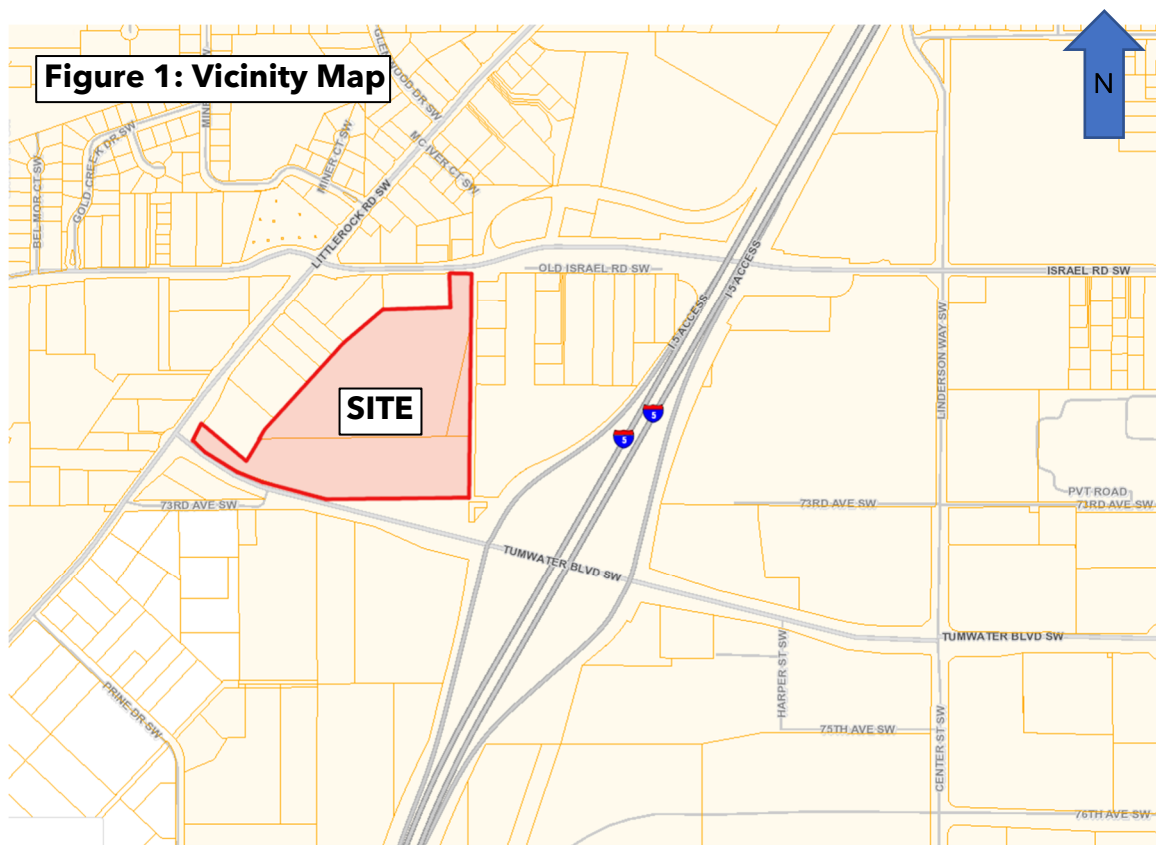 Figure 1: Vicinity Map
N
GLENWOOD DR SW
MINER CT SW
MC IVER CT SW
GOLD CREEK DR SW
BEL MOR CT SW
LITTLEROCK RD SW
OLD ISRAEL RD SW
ISRAEL RD SW
I-5 ACCESS
I-5 ACCESS
LINDERSON WAY SW
SITE
5
5
73RD AVE SW
73RD AVE SW
PVT ROAD
73RD AVE SW
TUMWATER BLVD SW
TUMWATER BLVD SW
HARPER ST SW
PRINE DR SW
75TH AVE SW
CENTER ST SW
76TH AVE SW